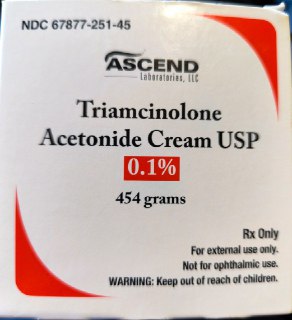 NDC 67877-251-45
ASCEND
Laboratories, LLC
Triamcinolone
Acetonide Cream USP
0.1%
454 grams
Rx Only
For external use only.
Not for ophthalmic use.
WARNING: Keep out of reach of children.